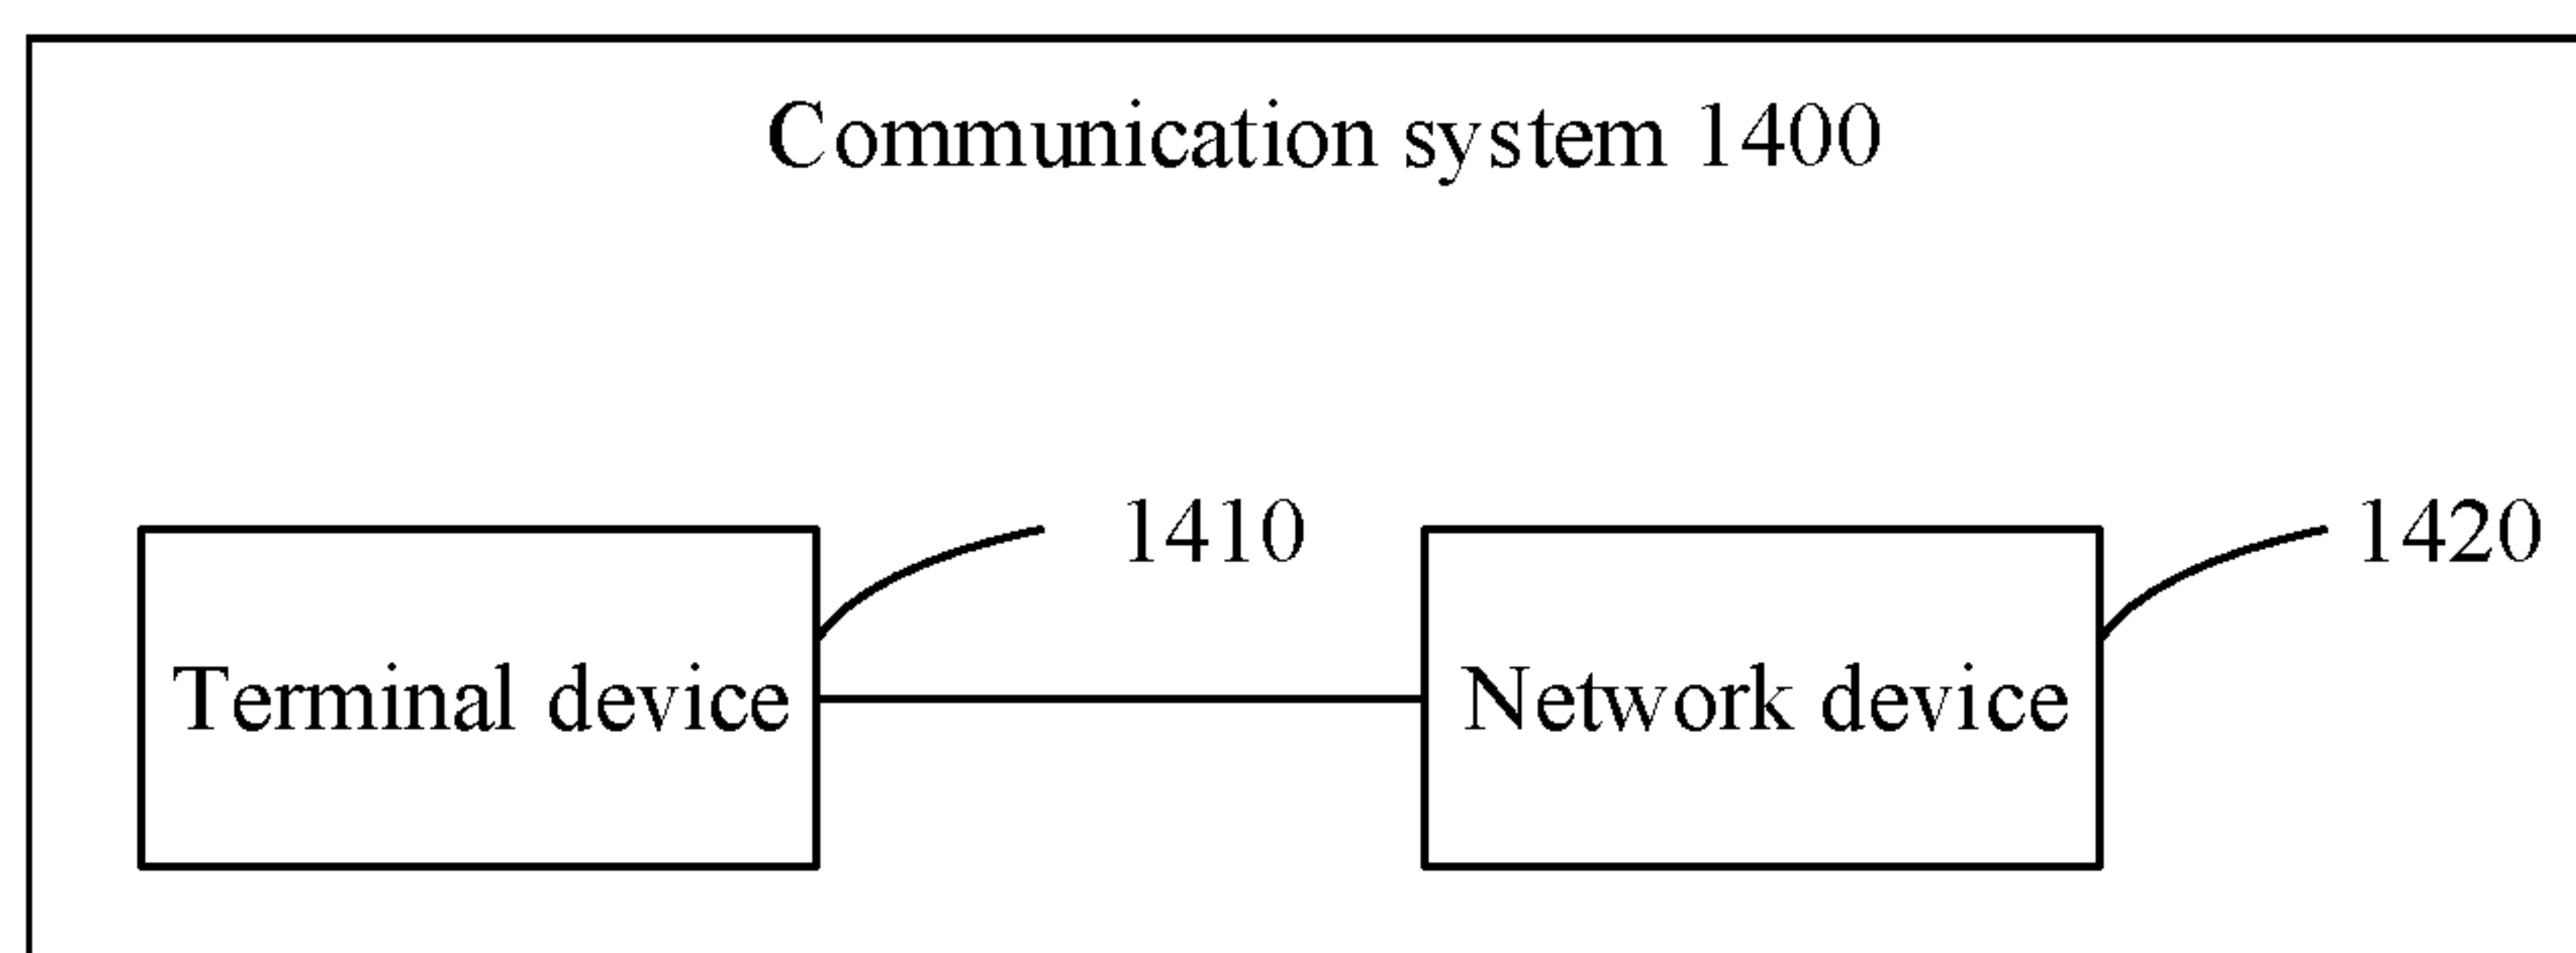 Communication system 1400
1410
1420
Terminal device
Network device